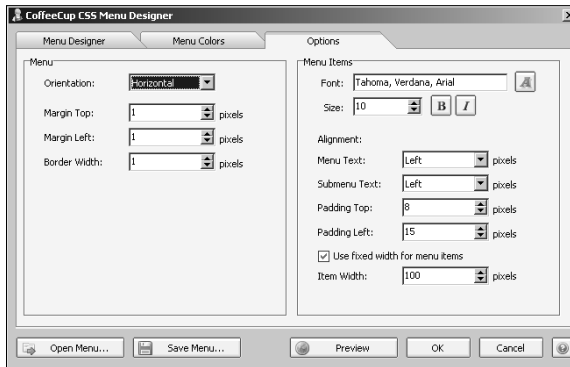 CoffeeCup CSS Menu Designer
Menu Designer
Menu Colors
Options
Menu
Orientation: Horizontal
Margin Top: 1 pixels
Margin Left: 1 pixels
Border Width: 1 pixels
Menu Items
Font: Tahoma, Verdana, Arial A
Size: 10 B I
Alignment:
Menu Text: Left pixels
Submenu Text: Left pixels
Padding Top: 8 pixels
Padding Left: 15 pixels
Use fixed width for menu items
Item Width: 100 pixels
Open Menu... Save Menu... Preview OK Cancel